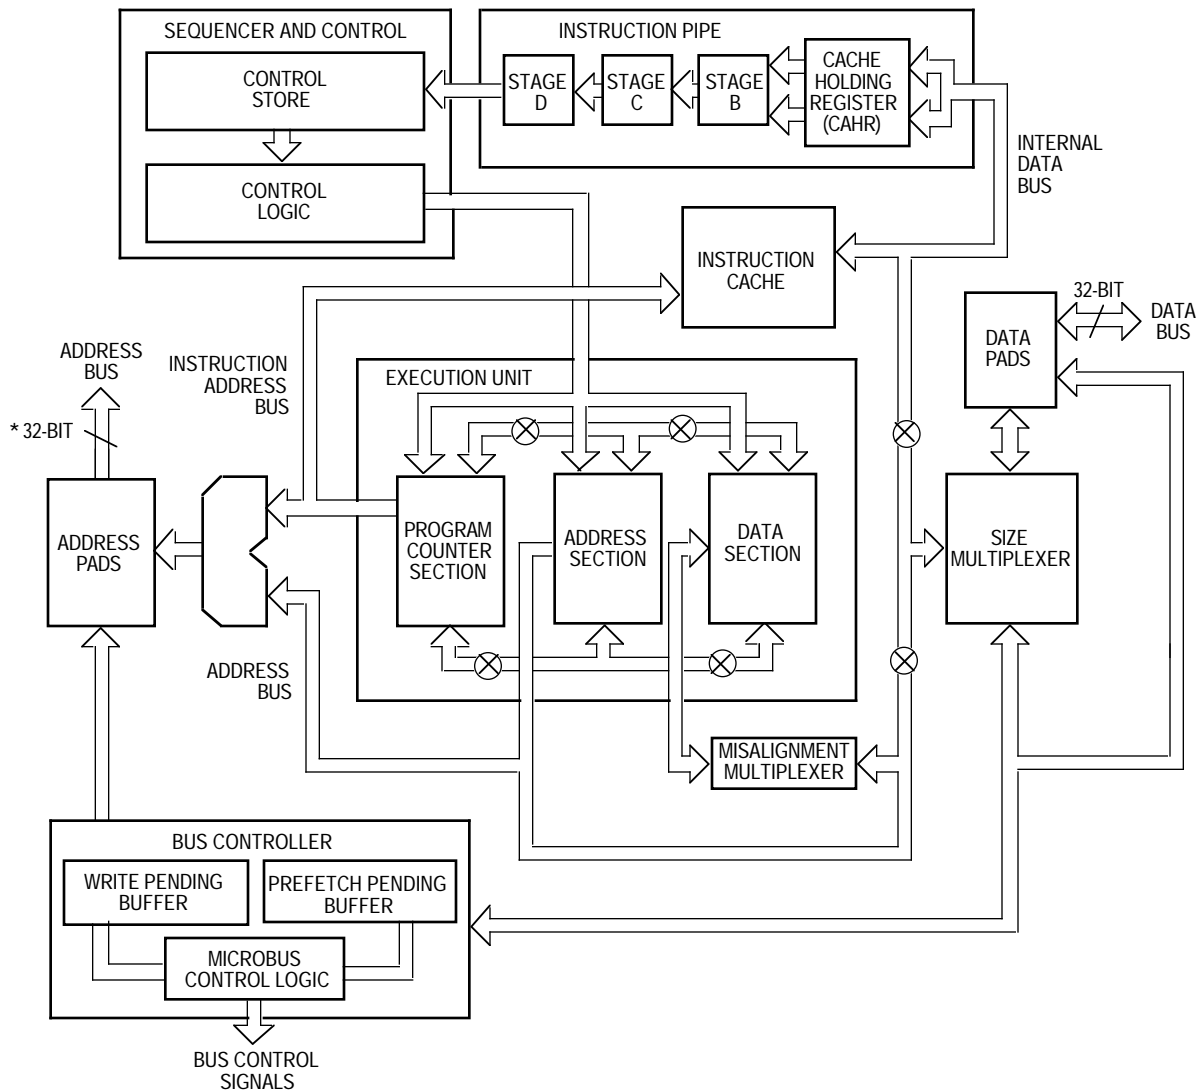 SEQUENCER AND CONTROL
CONTROL
STORE
CONTROL
LOGIC
INSTRUCTION PIPE
STAGE
D
STAGE
C
STAGE
B
CACHE
HOLDING
REGISTER
(CAHR)
INTERNAL
DATA
BUS
INSTRUCTION
CACHE
32-BIT
DATA
BUS
DATA
PADS
ADDRESS
BUS
* 32-BIT
INSTRUCTION
ADDRESS
BUS
EXECUTION UNIT
ADDRESS
PADS
PROGRAM
COUNTER
SECTION
ADDRESS
SECTION
DATA
SECTION
SIZE
MULTIPLEXER
ADDRESS
BUS
MISALIGNMENT
MULTIPLEXER
BUS CONTROLLER
WRITE PENDING
BUFFER
PREFETCH PENDING
BUFFER
MICROBUS
CONTROL LOGIC
BUS CONTROL
SIGNALS